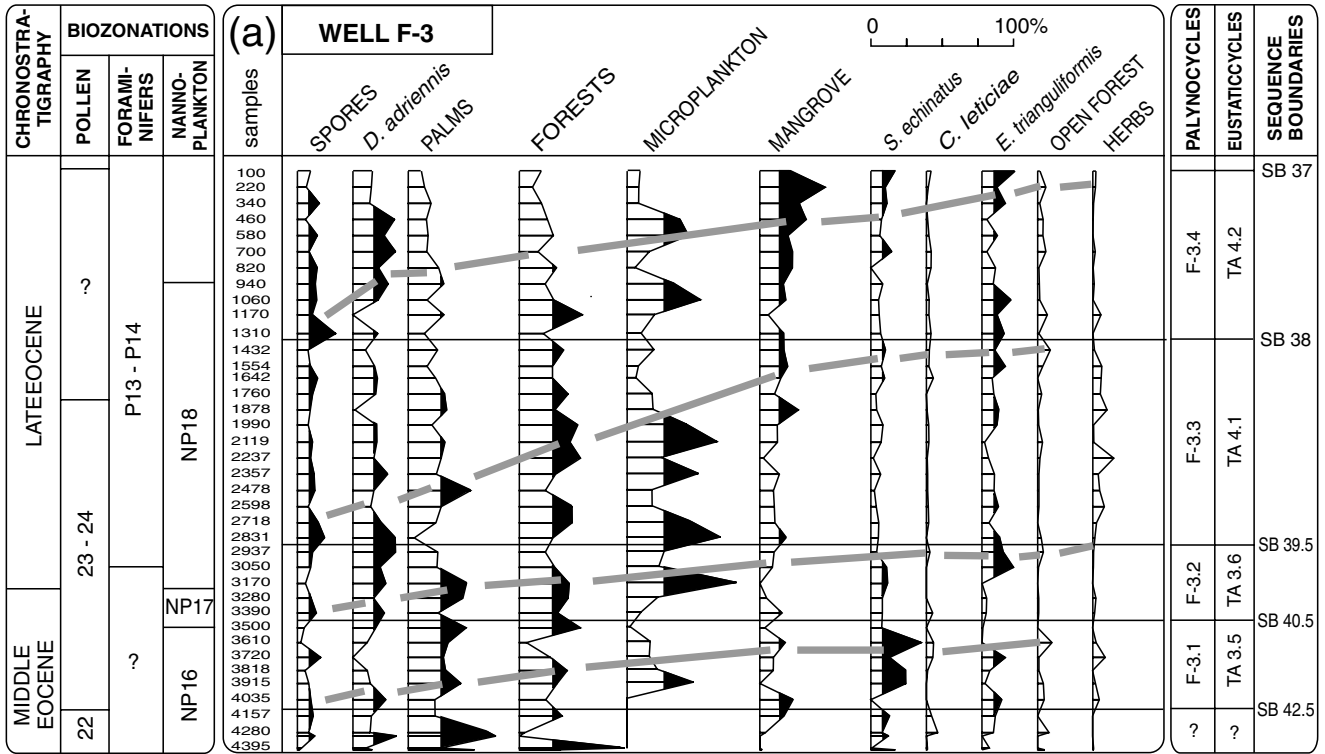 CHRONOSTRA-
TIGRAPHY
BIOZONATIONS
POLLEN
FORAMI-
NIFERS
NANNO-
PLANKTON
(a)
WELL F-3
0
100%
samples
SPORES
D. adriennis
PALMS
FORESTS
MICROPLANKTON
MANGROVE
S. echinatus
C. leticiae
E. trianguliformis
OPEN FOREST
HERBS
PALYNOCYCLES
EUSTATICCYCLES
SEQUENCE
BOUNDARIES
LATEEOCENE
MIDDLE
EOCENE
?
23 - 24
22
P13 - P14
?
NP18
NP17
NP16
100
220
340
460
580
700
820
940
1060
1170
1310
1432
1554
1642
1760
1878
1990
2119
2237
2357
2478
2598
2718
2831
2937
3050
3170
3280
3390
3500
3610
3720
3818
3915
4035
4157
4280
4395
F-3.4
F-3.3
F-3.2
F-3.1
?
TA 4.2
TA 4.1
TA 3.6
TA 3.5
?
SB 37
SB 38
SB 39.5
SB 40.5
SB 42.5